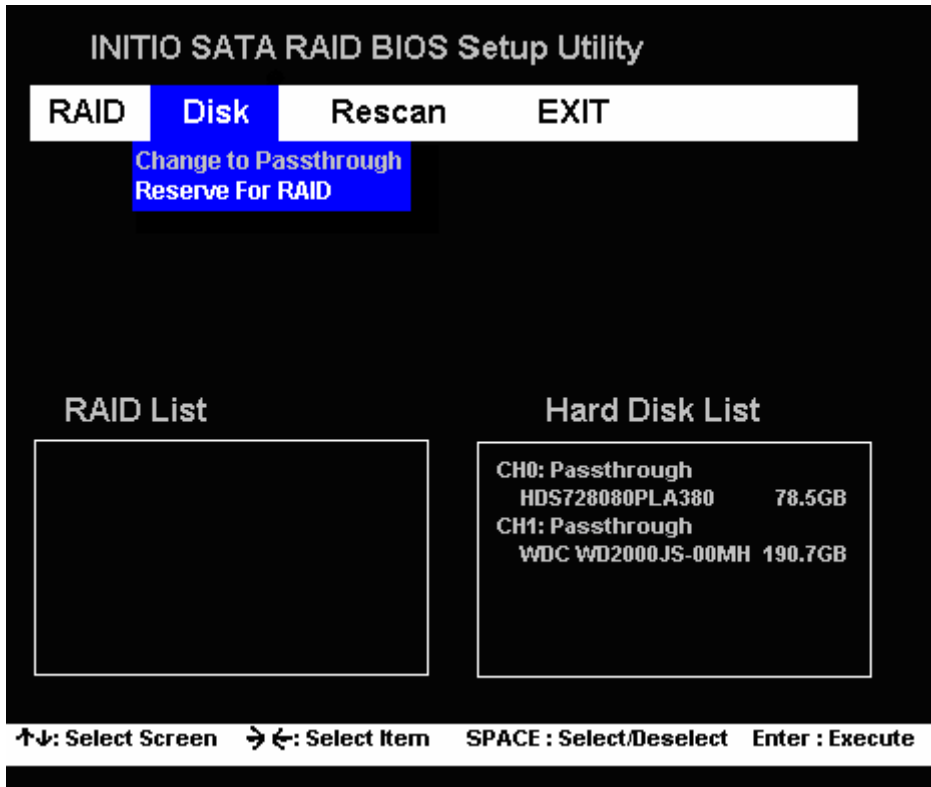 INITIO SATA RAID BIOS Setup Utility
RAID Disk Rescan EXIT
Change to Passthrough
Reserve For RAID
RAID List
Hard Disk List
CH0: Passthrough
HDS728080PLA380 78.5GB
CH1: Passthrough
WDC WD2000JS-00MH 190.7GB
↑↓: Select Screen →←: Select Item SPACE : Select/Deselect Enter : Execute